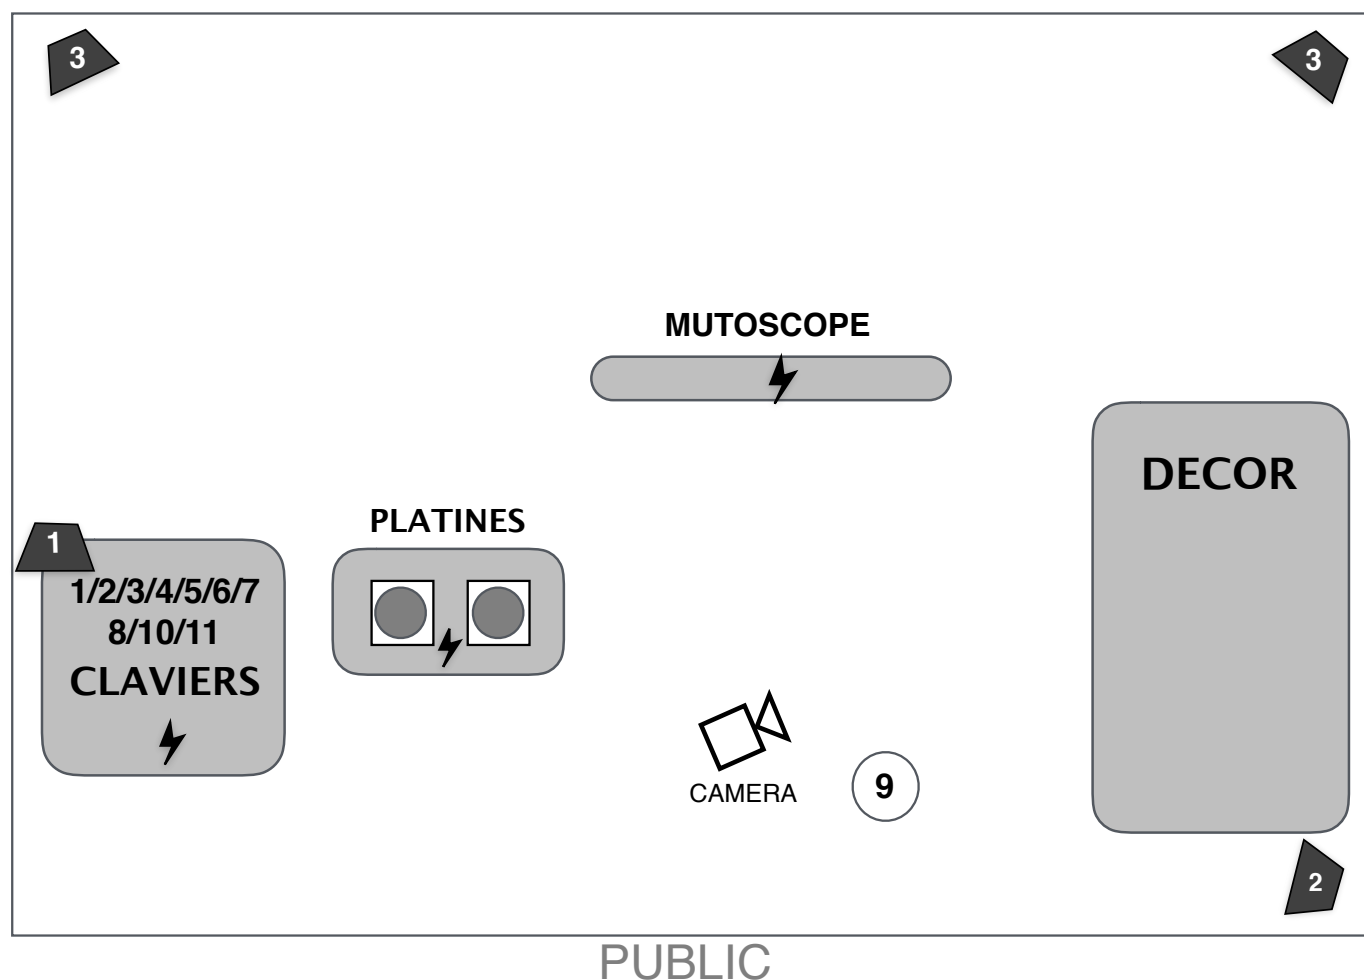 3
3
MUTOSCOPE
DECOR
PLATINES
1
1/2/3/4/5/6/7
8/10/11
CLAVIERS
CAMERA
9
2
PUBLIC